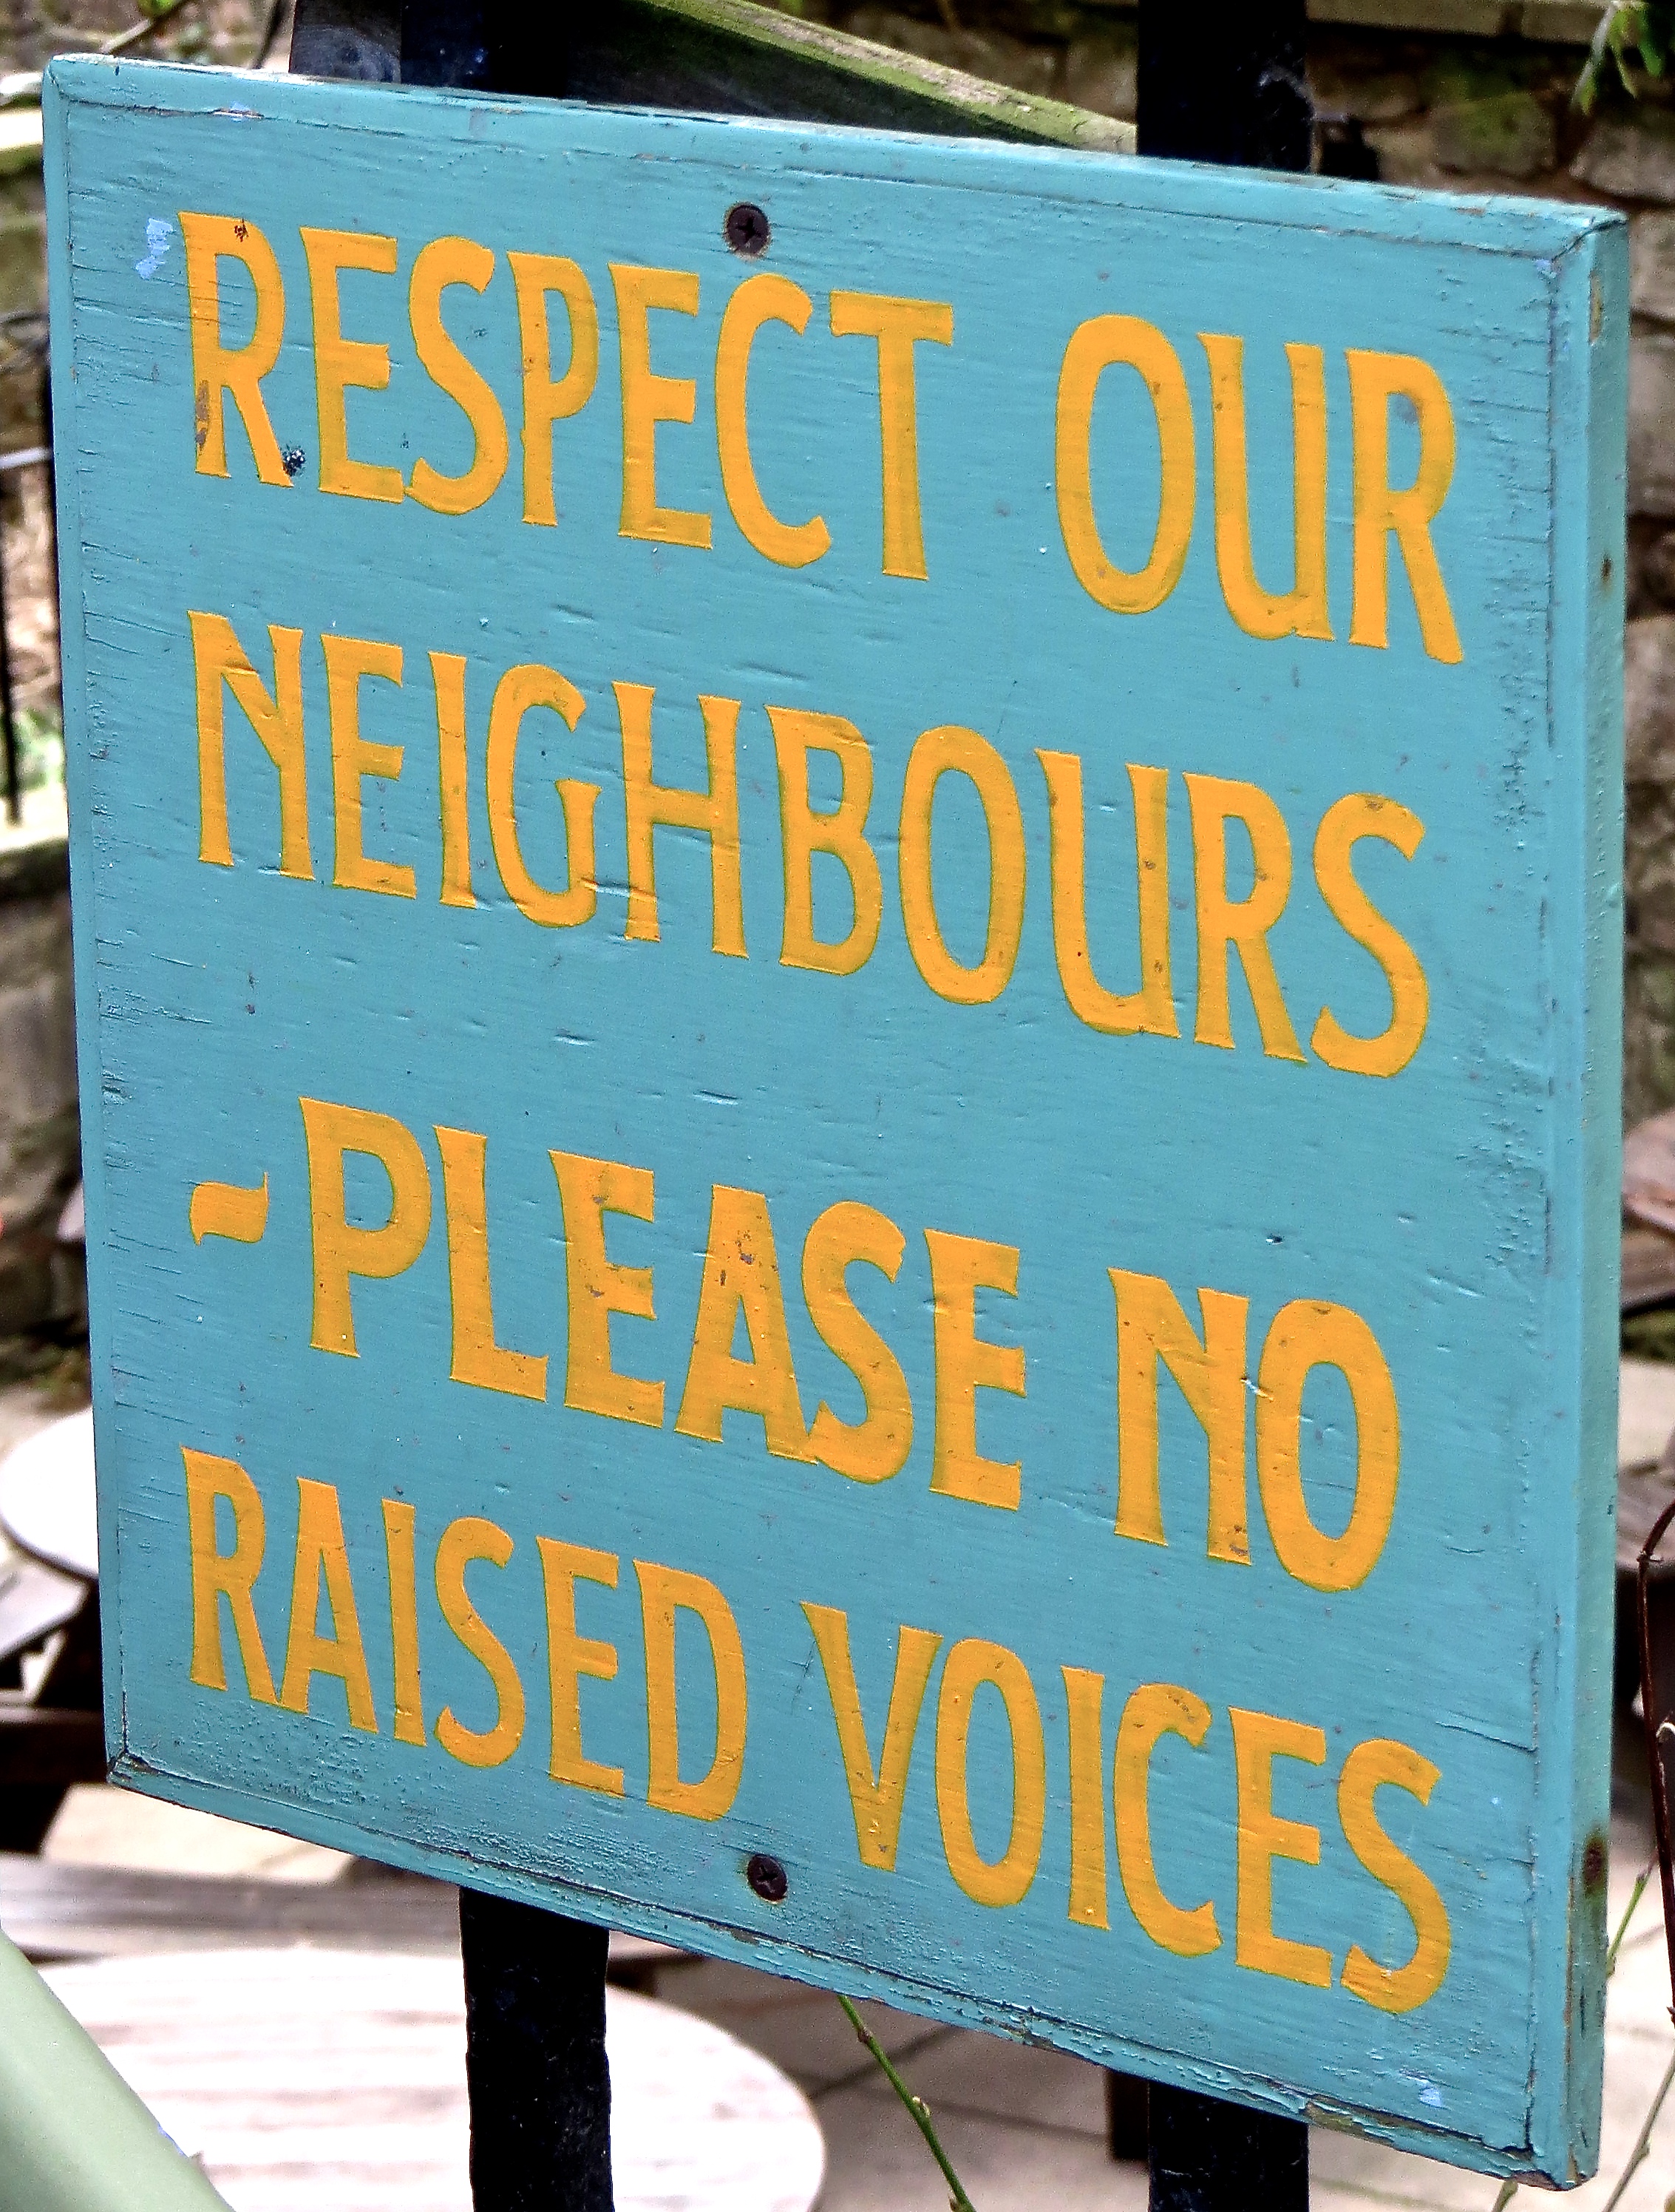 RESPECT OUR
NEIGHBOURS
~PLEASE NO
RAISED VOICES